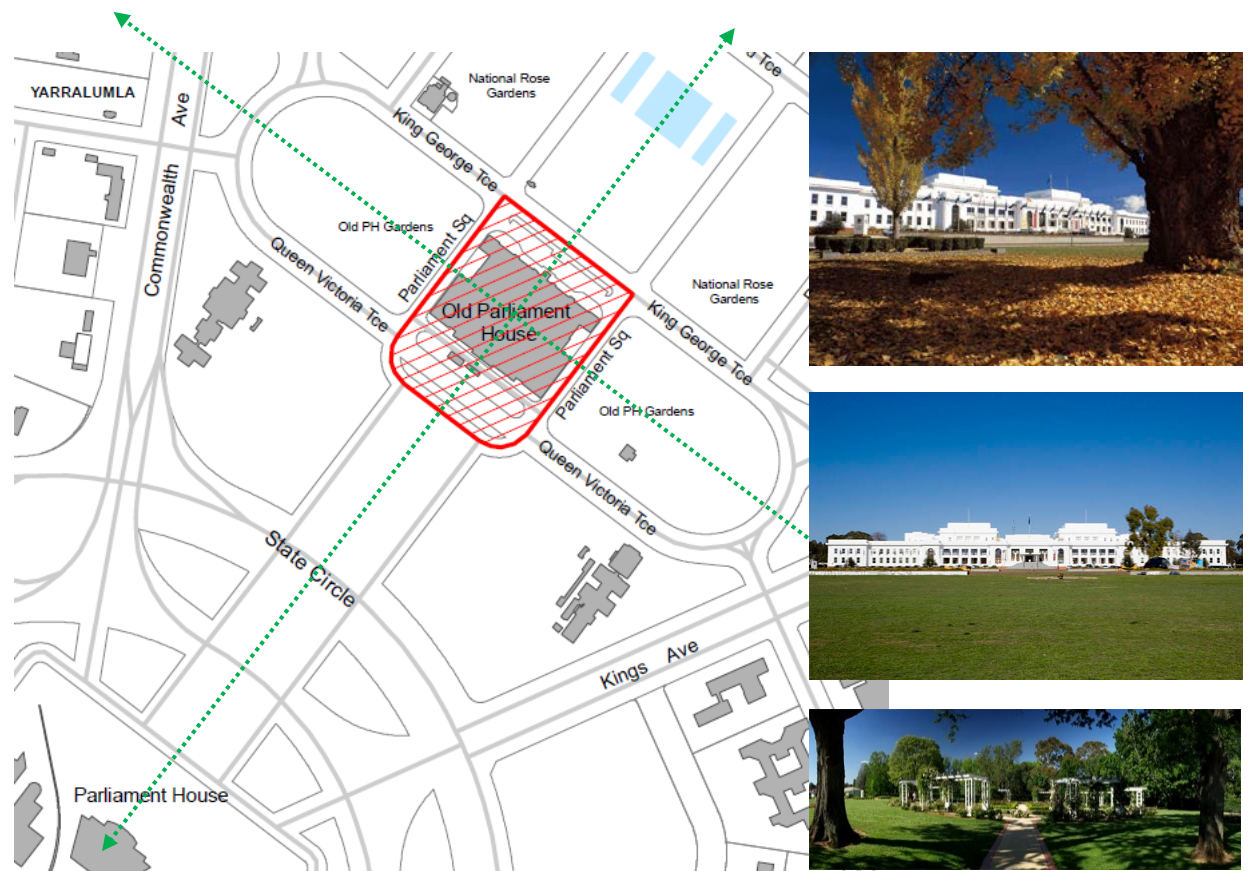 g Tce
National Rose
Gardens
YARRALUMLA
Ave
King George Tce
Commonwealth
Old PH Gardens
Parliament Sq
Queen Victoria Tce
National Rose
Gardens
Old Parliament
House
King George Tce
Parliament Sq
Old PH Gardens
Queen Victoria Tce
State Circle
Kings Ave
Parliament House